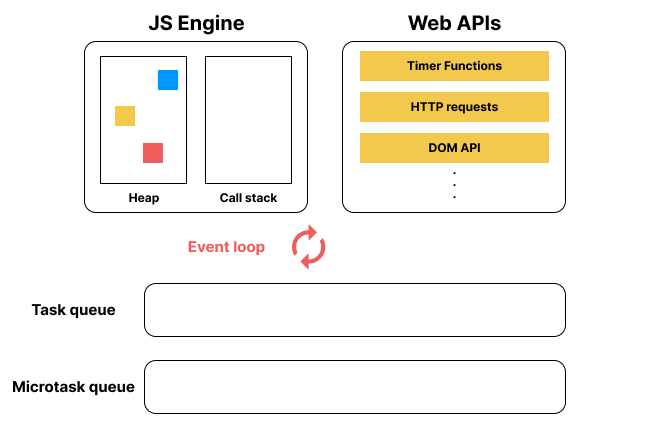 JS Engine
Web APIs
Timer Functions
HTTP requests
DOM API
Heap
Call stack
Event loop
Task queue
Microtask queue